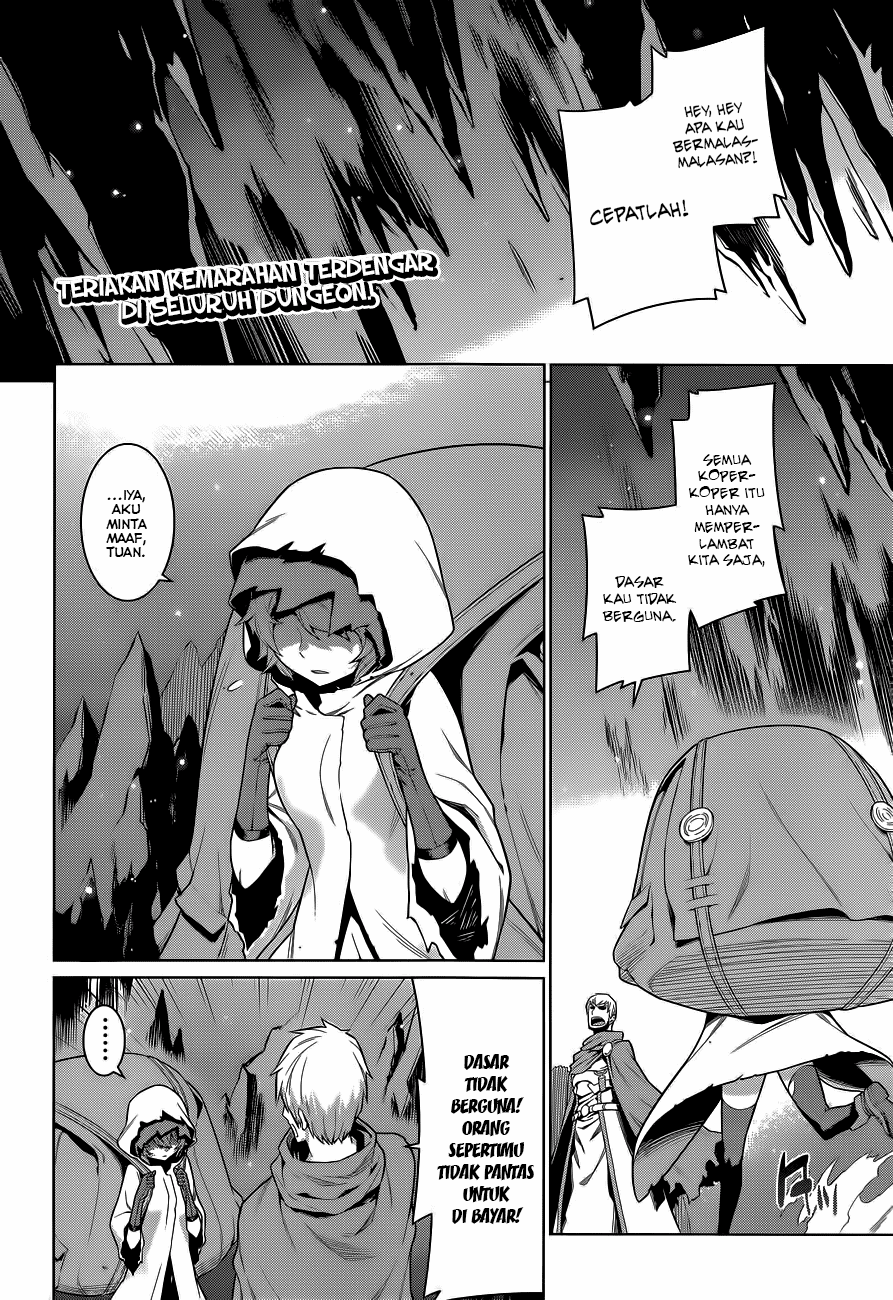 HEY, HEY
APA KAU
BERMALAS-
MALASAN?!
CEPATLAH!
TERIAKAN KEMARAHAN TERDENGAR
DI SELURUH DUNGEON.
SEMUA
KOPER-
KOPER ITU
HANYA
MEMPER-
LAMBAT
KITA SAJA,
DASAR
KAU TIDAK
BERGUNA.
...IYA,
AKU
MINTA
MAAF,
TUAN.
DASAR
TIDAK
BERGUNA!
ORANG
SEPERTIMU
TIDAK PANTAS
UNTUK
DI BAYAR!
.....